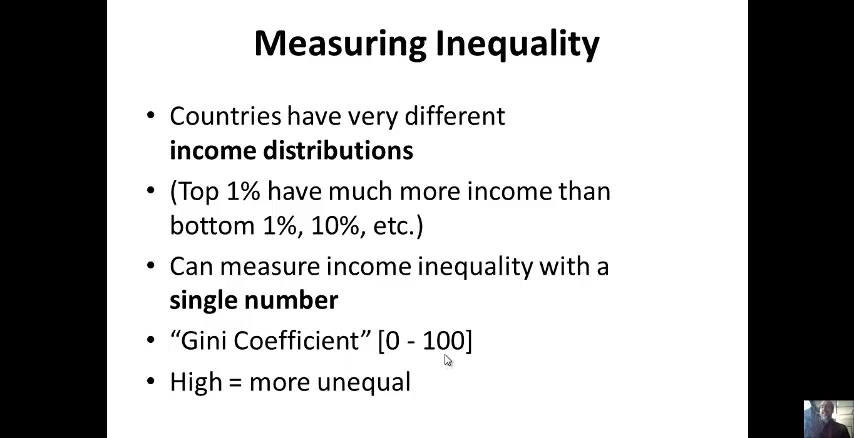 Measuring Inequality
• Countries have very different
income distributions
• (Top 1% have much more income than
bottom 1%, 10%, etc.)
• Can measure income inequality with a
single number
• “Gini Coefficient” [0 - 100]
• High = more unequal